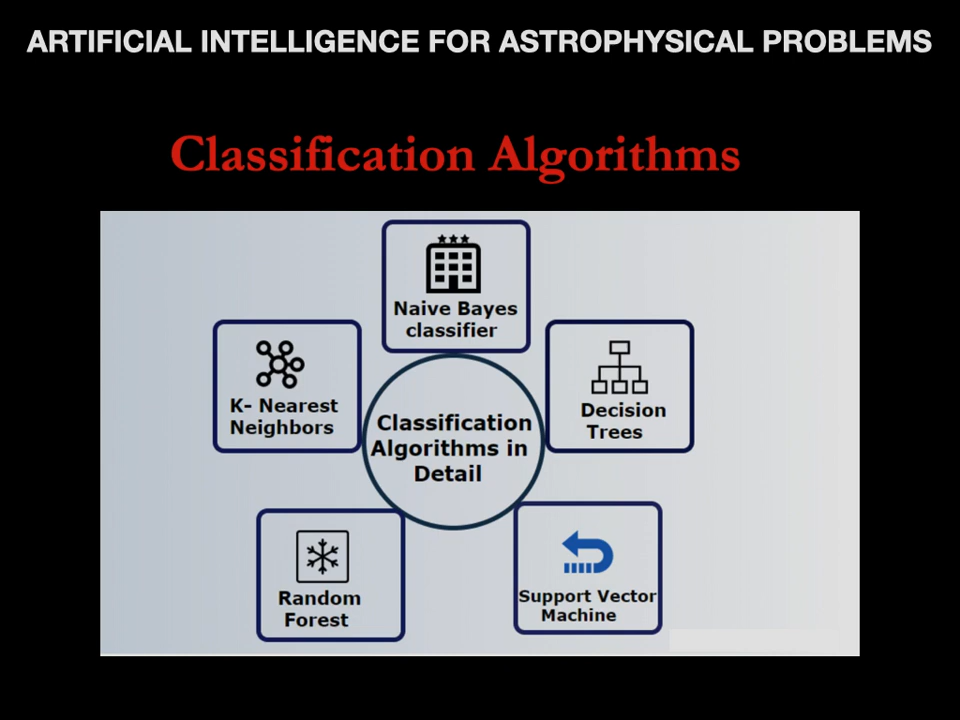 ARTIFICIAL INTELLIGENCE FOR ASTROPHYSICAL PROBLEMS
Classification Algorithms
Naive Bayes
classifier
K- Nearest
Neighbors
Decision
Trees
Classification
Algorithms in
Detail
Random
Forest
Support Vector
Machine